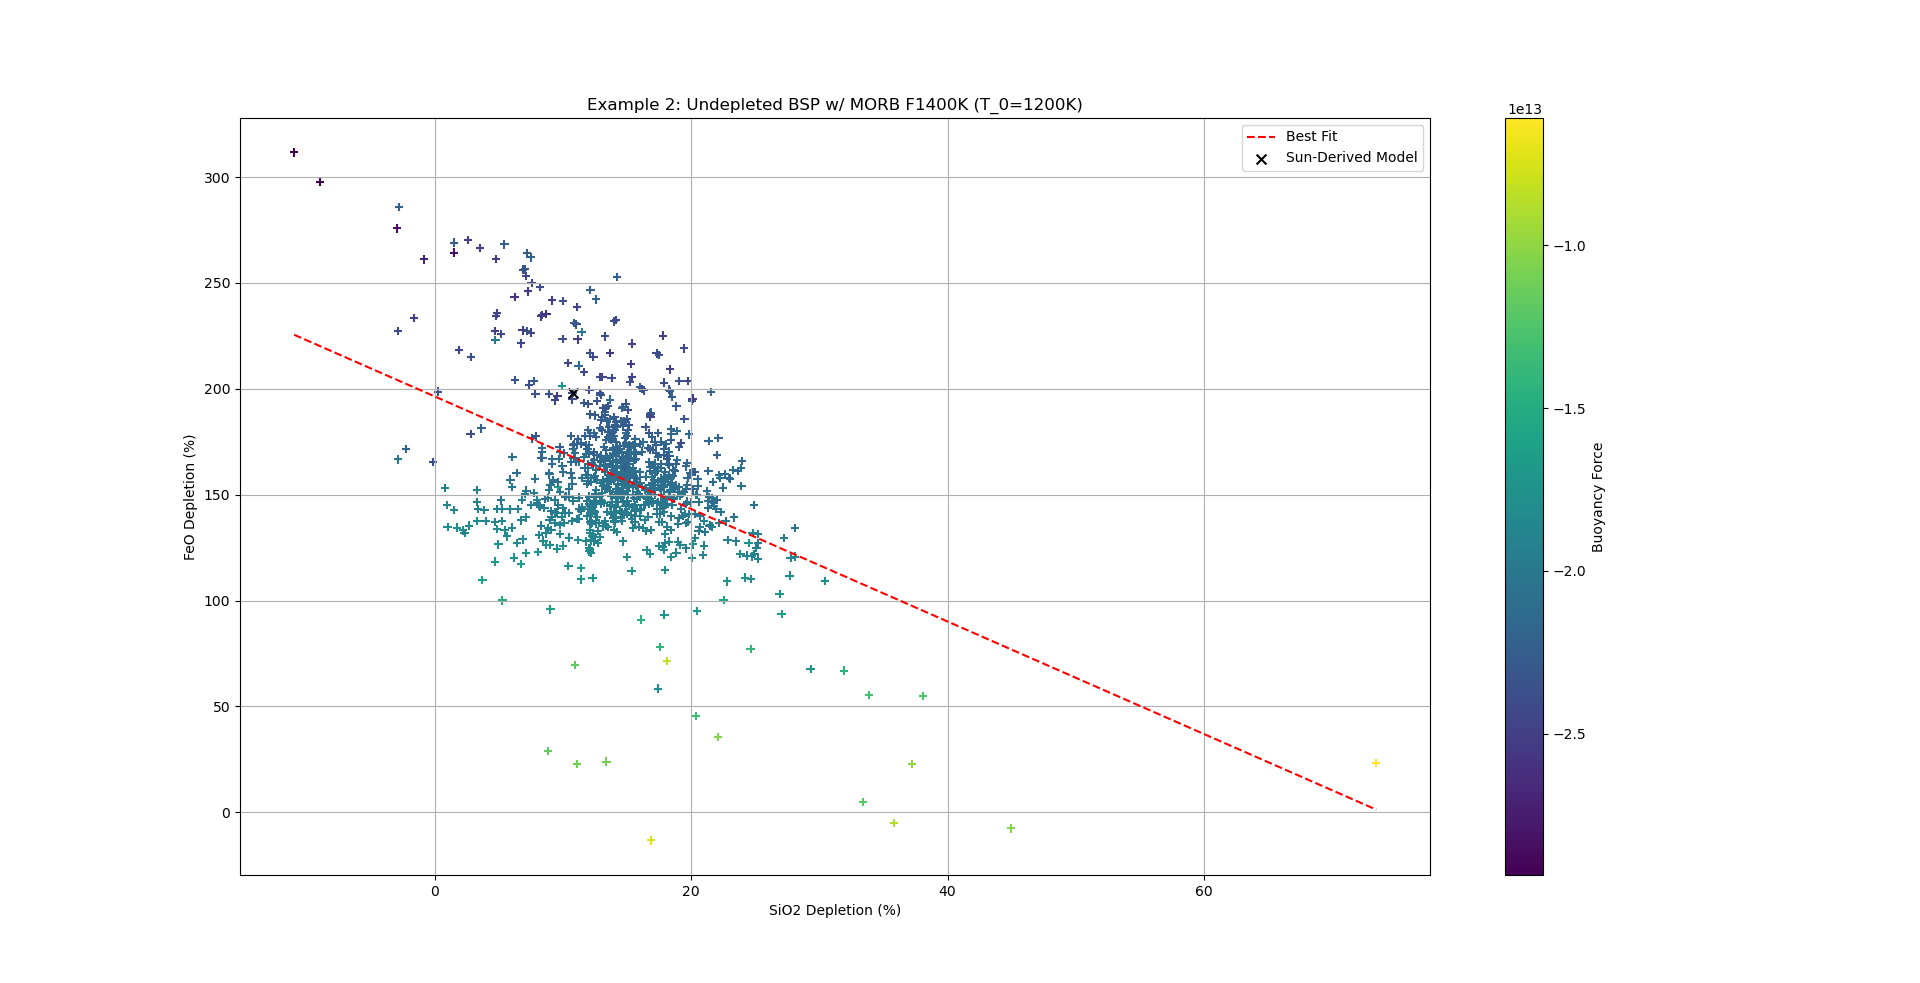 Example 2: Undepleted BSP w/ MORB F1400K (T_0=1200K)
1e13
Best Fit
Sun-Derived Model
300
250
200
150
100
50
0
FeO Depletion (%)
0
20
40
60
SiO2 Depletion (%)
−1.0
−1.5
−2.0
−2.5
Buoyancy Force